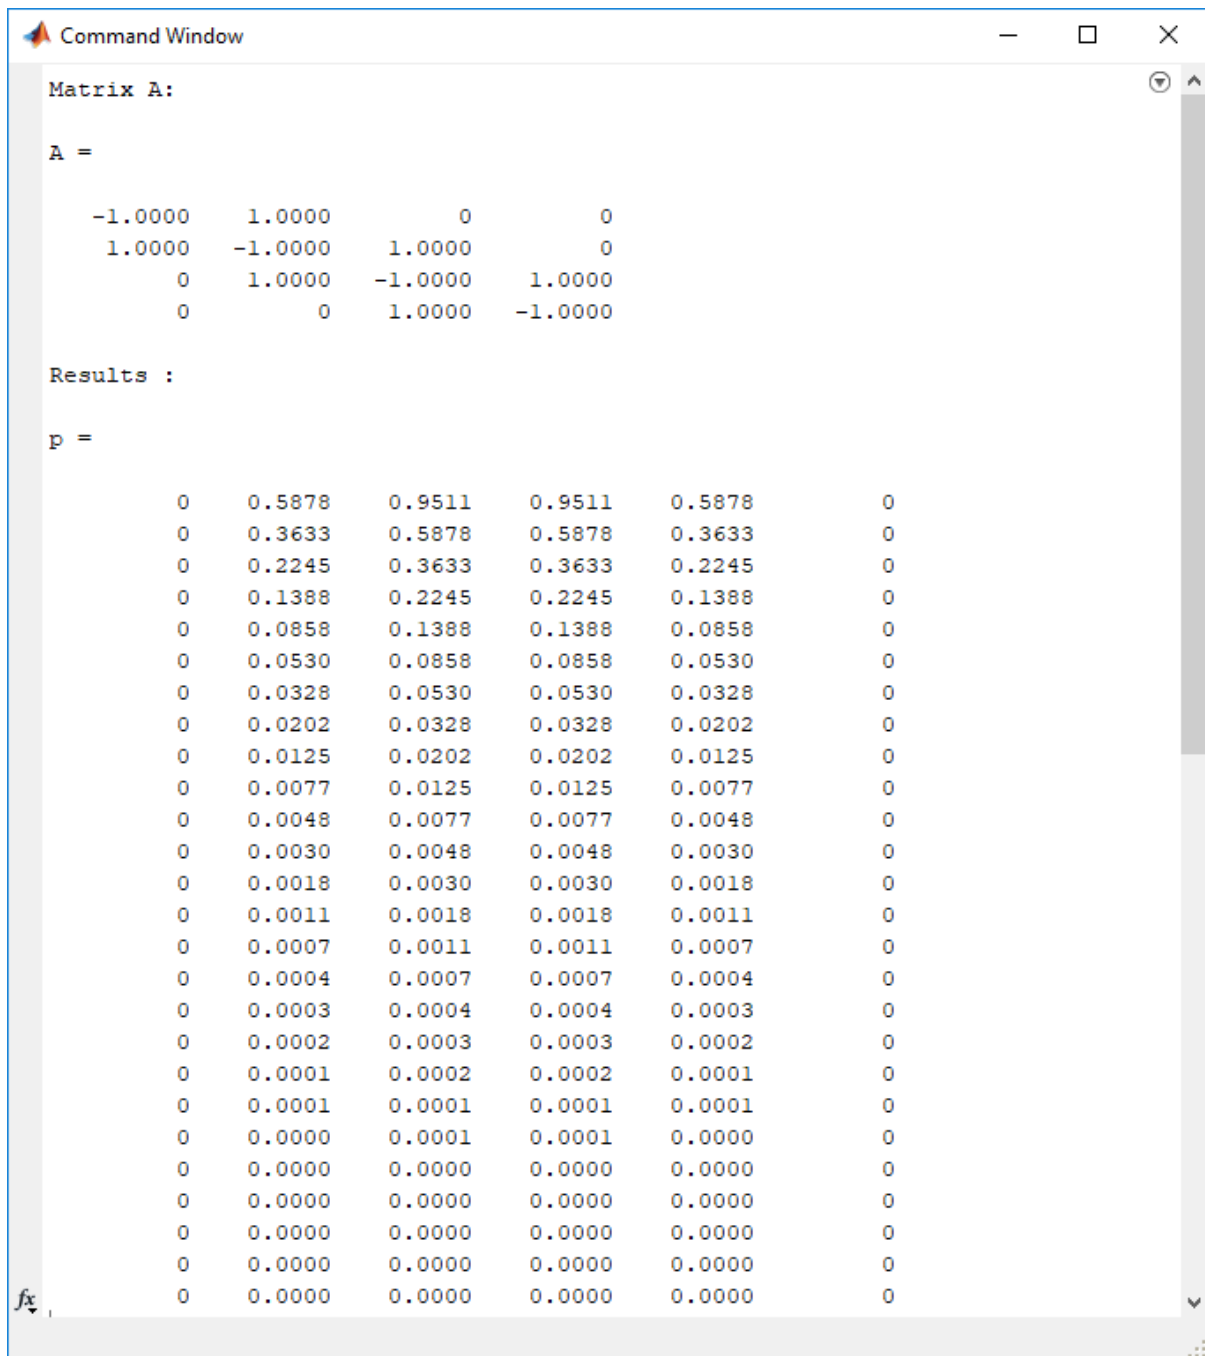 Command Window
Matrix A:
A =
-1.0000 1.0000 0 0
1.0000 -1.0000 1.0000 0
0 1.0000 -1.0000 1.0000
0 0 1.0000 -1.0000
Results :
p =
0 0.5878 0.9511 0.9511 0.5878 0
0 0.3633 0.5878 0.5878 0.3633 0
0 0.2245 0.3633 0.3633 0.2245 0
0 0.1388 0.2245 0.2245 0.1388 0
0 0.0858 0.1388 0.1388 0.0858 0
0 0.0530 0.0858 0.0858 0.0530 0
0 0.0328 0.0530 0.0530 0.0328 0
0 0.0202 0.0328 0.0328 0.0202 0
0 0.0125 0.0202 0.0202 0.0125 0
0 0.0077 0.0125 0.0125 0.0077 0
0 0.0048 0.0077 0.0077 0.0048 0
0 0.0030 0.0048 0.0048 0.0030 0
0 0.0018 0.0030 0.0030 0.0018 0
0 0.0011 0.0018 0.0018 0.0011 0
0 0.0007 0.0011 0.0011 0.0007 0
0 0.0004 0.0007 0.0007 0.0004 0
0 0.0003 0.0004 0.0004 0.0003 0
0 0.0002 0.0003 0.0003 0.0002 0
0 0.0001 0.0002 0.0002 0.0001 0
0 0.0001 0.0001 0.0001 0.0001 0
0 0.0000 0.0001 0.0001 0.0000 0
0 0.0000 0.0000 0.0000 0.0000 0
0 0.0000 0.0000 0.0000 0.0000 0
0 0.0000 0.0000 0.0000 0.0000 0
0 0.0000 0.0000 0.0000 0.0000 0
fx 0 0.0000 0.0000 0.0000 0.0000 0